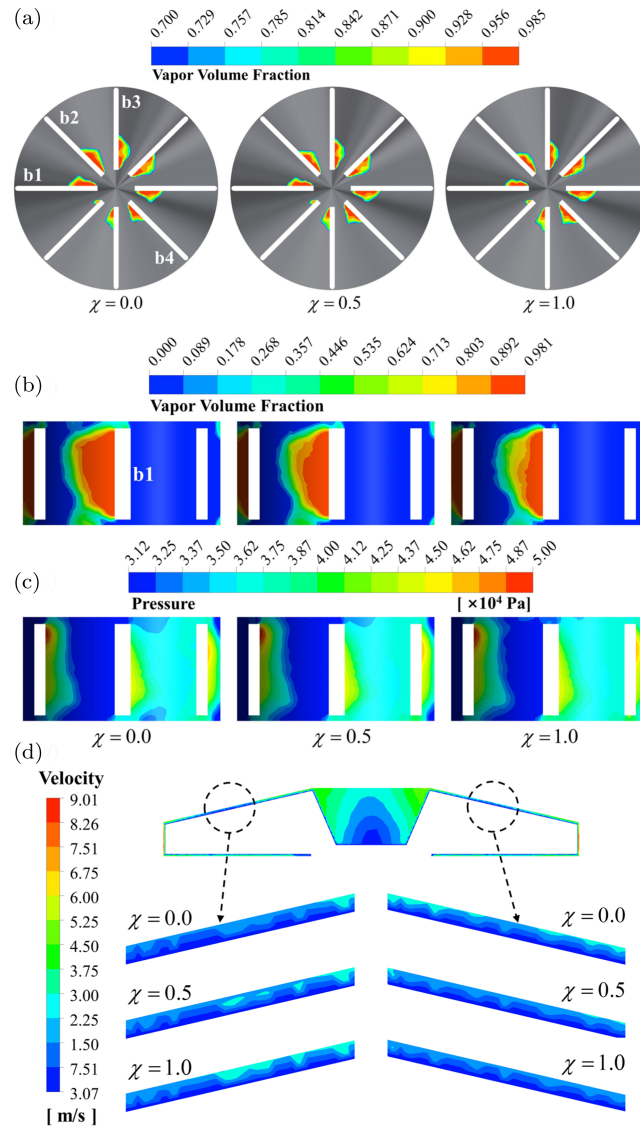 (a)
0.700 0.729 0.757 0.785 0.814 0.842 0.871 0.900 0.928 0.956 0.985
Vapor Volume Fraction
b3
b2
b1
b4
χ = 0.0 χ = 0.5 χ = 1.0
0.000 0.089 0.178 0.268 0.357 0.446 0.535 0.624 0.713 0.803 0.892 0.981
(b)
Vapor Volume Fraction
b1
3.12 3.25 3.37 3.50 3.62 3.75 3.87 4.00 4.12 4.25 4.37 4.50 4.62 4.75 4.87 5.00
(c)
Pressure [ ×10⁴ Pa]
χ = 0.0 χ = 0.5 χ = 1.0
(d)
Velocity
9.01
8.26
7.51
6.75
6.00
5.25
4.50
3.75
3.00
2.25
1.50
7.51
3.07
[ m/s ]
χ = 0.0 χ = 0.0
χ = 0.5 χ = 0.5
χ = 1.0 χ = 1.0